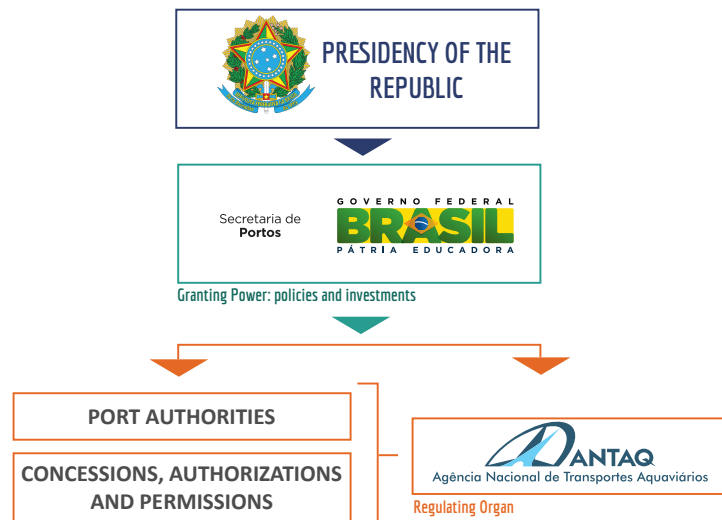 PRESIDENCY OF THE
REPUBLIC
Secretaria de
Portos
GOVERNO FEDERAL
BRASIL
PÁTRIA EDUCADORA
Granting Power: policies and investments
PORT AUTHORITIES
CONCESSIONS, AUTHORIZATIONS
AND PERMISSIONS
ANTAQ
Agência Nacional de Transportes Aquaviários
Regulating Organ